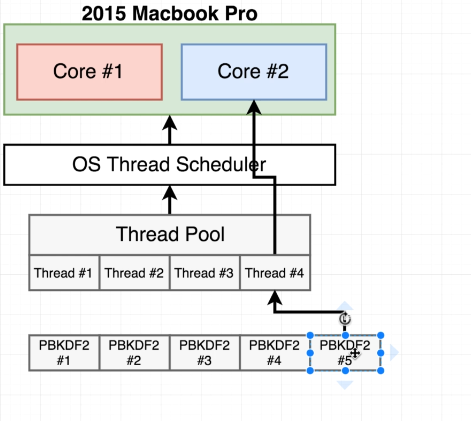 2015 Macbook Pro
Core #1
Core #2
OS Thread Scheduler
Thread Pool
Thread #1
Thread #2
Thread #3
Thread #4
PBKDF2
#1
PBKDF2
#2
PBKDF2
#3
PBKDF2
#4
PBKDF2
#5